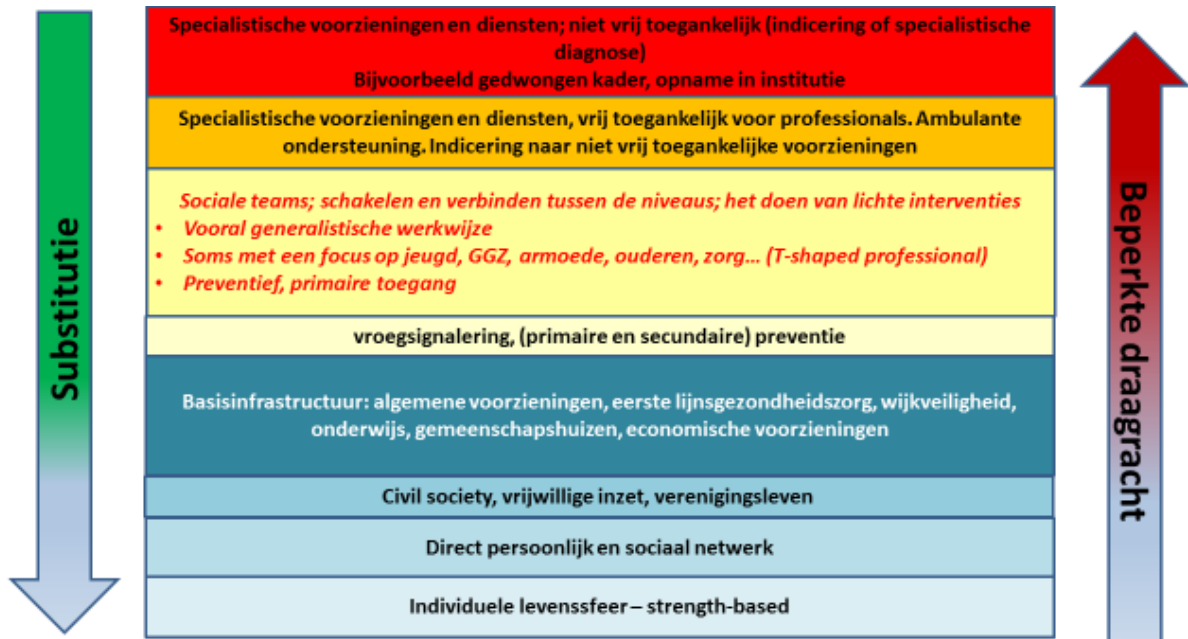 Substitutie
Specialistische voorzieningen en diensten; niet vrij toegankelijk (indicering of specialistische
diagnose)
Bijvoorbeeld gedwongen kader, opname in institutie
Specialistische voorzieningen en diensten, vrij toegankelijk voor professionals. Ambulante
ondersteuning. Indicering naar niet vrij toegankelijke voorzieningen
Sociale teams; schakelen en verbinden tussen de niveaus; het doen van lichte interventies
• Vooral generalistische werkwijze
• Soms met een focus op jeugd, GGZ, armoede, ouderen, zorg... (T-shaped professional)
• Preventief, primaire toegang
vroegsignalering, (primaire en secundaire) preventie
Basisinfrastructuur: algemene voorzieningen, eerste lijnsgezondheidszorg, wijkveiligheid,
onderwijs, gemeenschapshuizen, economische voorzieningen
Civil society, vrijwillige inzet, verenigingsleven
Direct persoonlijk en sociaal netwerk
Individuele levenssfeer – strength-based
Beperkte draagracht